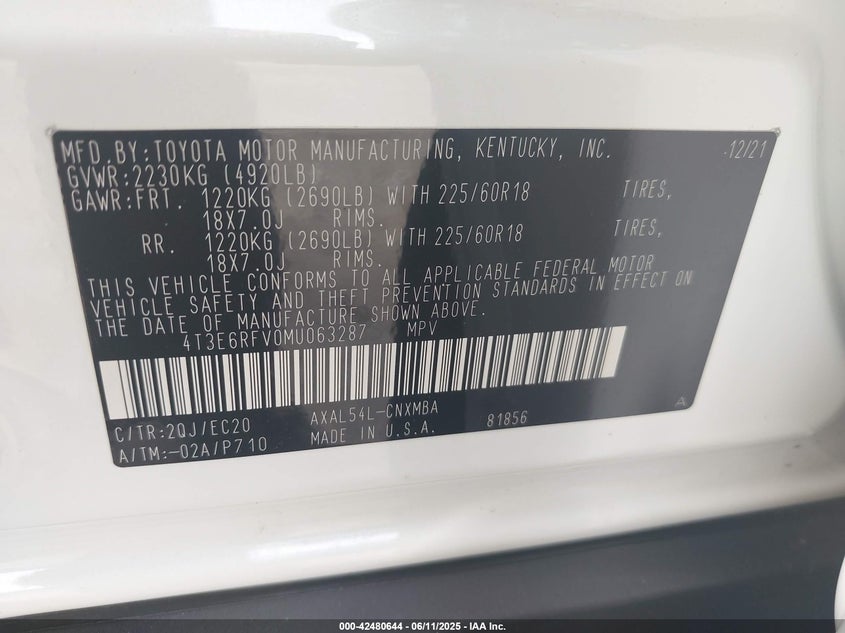 MFD.BY:TOYOTA MOTOR MANUFACTURING, KENTUCKY, INC. 12/21
GVWR:2230KG (4920LB)
GAWR:FRT. 1220KG (2690LB) WITH 225/60R18 TIRES,
18X7.0J RIMS.
RR. 1220KG (2690LB) WITH 225/60R18 TIRES,
18X7.0J RIMS.
THIS VEHICLE CONFORMS TO ALL APPLICABLE FEDERAL MOTOR
VEHICLE SAFETY AND THEFT PREVENTION STANDARDS IN EFFECT ON
THE DATE OF MANUFACTURE SHOWN ABOVE.
4T3E6RFV0MU063287 MPV
C/TR:2QJ/EC20 AXAL54L-CNXMBA 81856
A/TM:-02A/P710 MADE IN U.S.A.
A
000-42480644 - 06/11/2025 - IAA Inc.